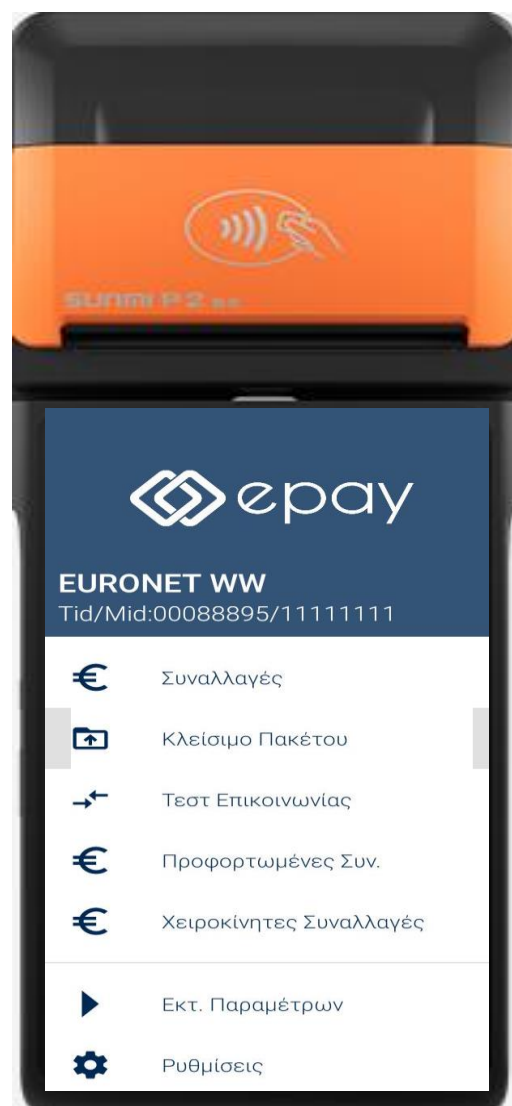 SUNMI P2
epay
EURONET WW
Tid/Mid:00088895/11111111
Συναλλαγές
Κλείσιμο Πακέτου
Τεστ Επικοινωνίας
Προφορτωμένες Συν.
Χειροκίνητες Συναλλαγές
Εκτ. Παραμέτρων
Ρυθμίσεις